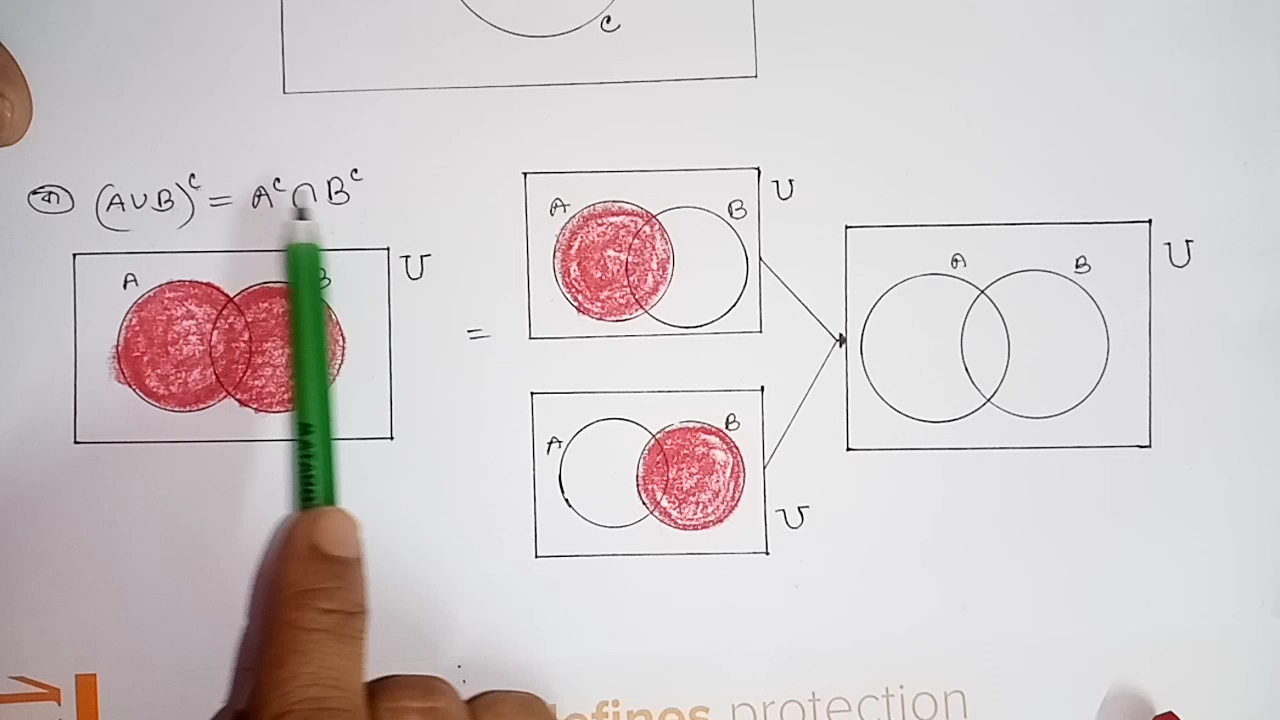 C
(A∪B)ᶜ = Aᶜ∩Bᶜ
A B U
=
A B U
A B U
A B U
protection